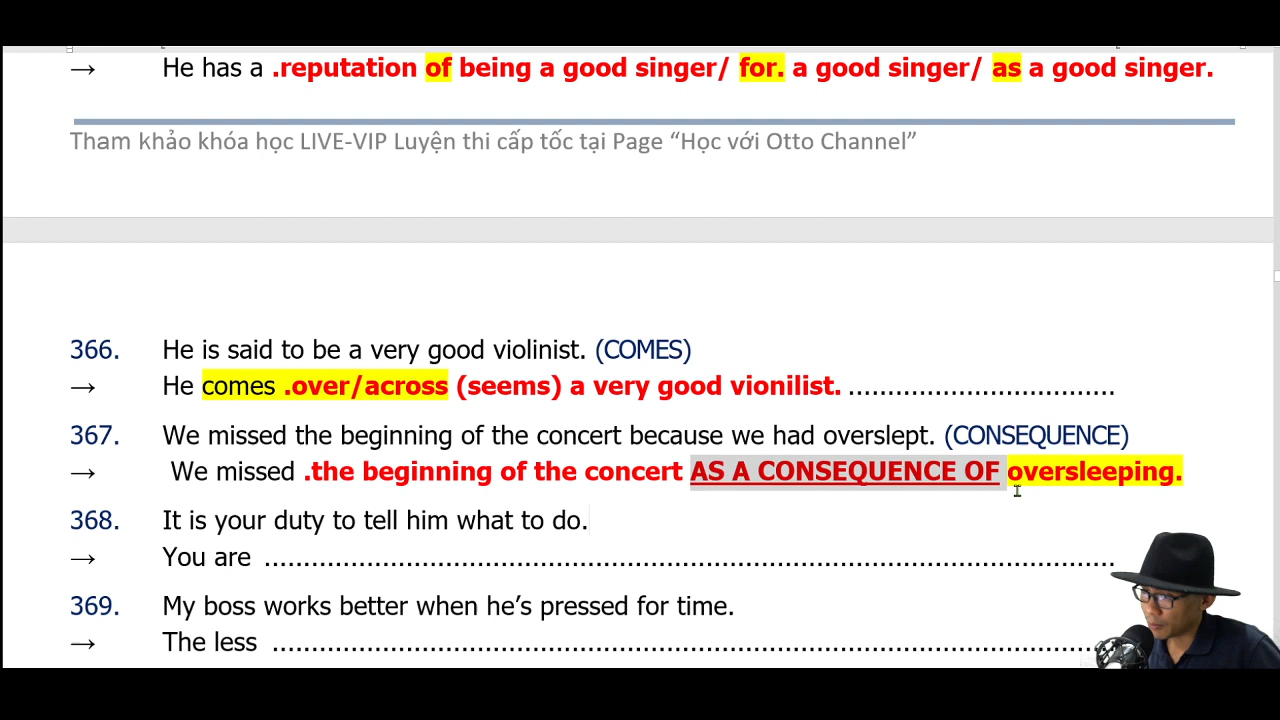 → He has a .reputation of being a good singer/ for. a good singer/ as a good singer.
Tham khảo khóa học LIVE-VIP Luyện thi cấp tốc tại Page “Học với Otto Channel”
366. He is said to be a very good violinist. (COMES)
→ He comes .over/across (seems) a very good vionilist. ................................
367. We missed the beginning of the concert because we had overslept. (CONSEQUENCE)
→ We missed .the beginning of the concert AS A CONSEQUENCE OF oversleeping.
368. It is your duty to tell him what to do.
→ You are ..........................................................................................
369. My boss works better when he’s pressed for time.
→ The less ........................................................................................